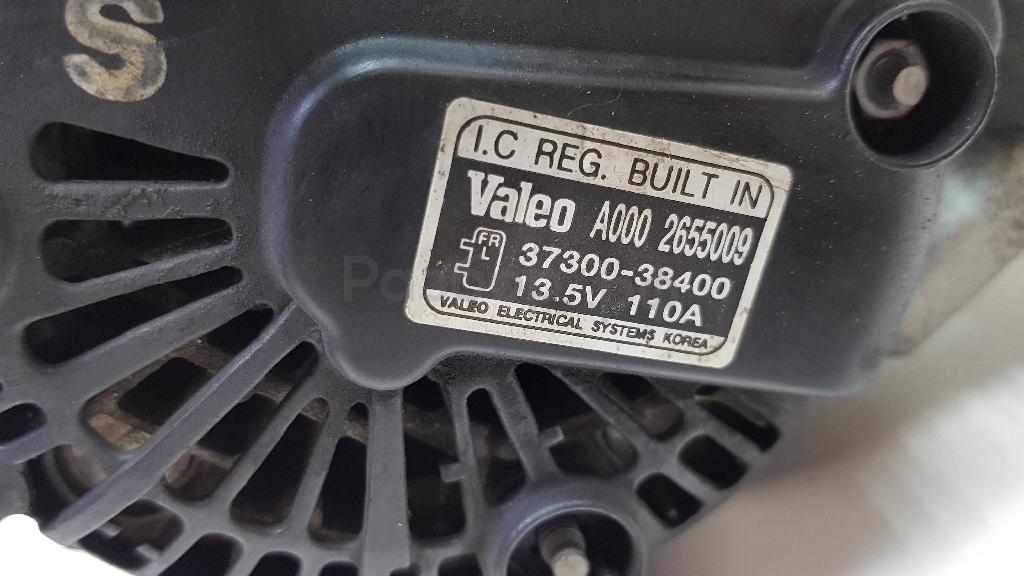 S
I.C REG. BUILT IN
Valeo A000 2655009
FR
L
37300-38400
13.5V 110A
VALEO ELECTRICAL SYSTEMS KOREA